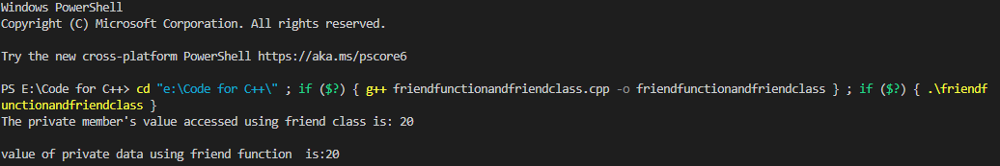 Windows PowerShell
Copyright (C) Microsoft Corporation. All rights reserved.
Try the new cross-platform PowerShell https://aka.ms/pscore6
PS E:\Code for C++> cd "e:\Code for C++\" ; if ($?) { g++ friendfunctionandfriendclass.cpp -o friendfunctionandfriendclass } ; if ($?) { .\friendf
unctionandfriendclass }
The private member's value accessed using friend class is: 20
value of private data using friend function  is:20